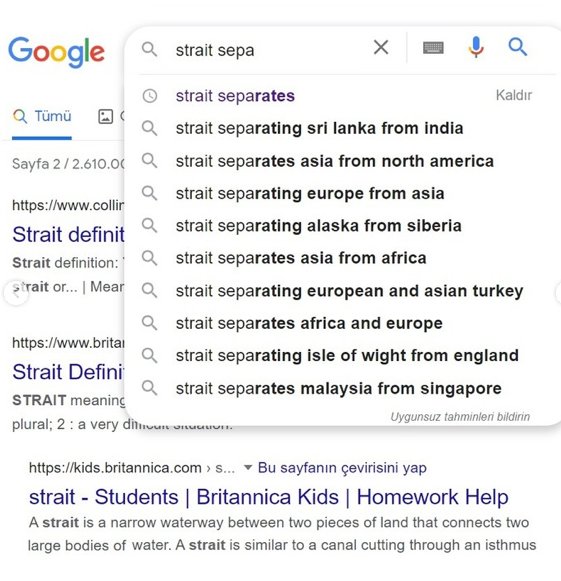 Google
strait sepa
strait separates Kaldır
strait separating sri lanka from india
strait separates asia from north america
strait separating europe from asia
strait separating alaska from siberia
strait separates asia from africa
strait separating european and asian turkey
strait separates africa and europe
strait separating isle of wight from england
strait separates malaysia from singapore
Uygunsuz tahminleri bildirin
Tümü
Sayfa 2 / 2.610.00
https://www.collin
Strait definit
Strait definition:
strait or... | Mear
https://www.britar
Strait Defini
STRAIT meaning
plural; 2 : a very difficult situation.
https://kids.britannica.com › s... Bu sayfanın çevirisini yap
strait - Students | Britannica Kids | Homework Help
A strait is a narrow waterway between two pieces of land that connects two
large bodies of water. A strait is similar to a canal cutting through an isthmus